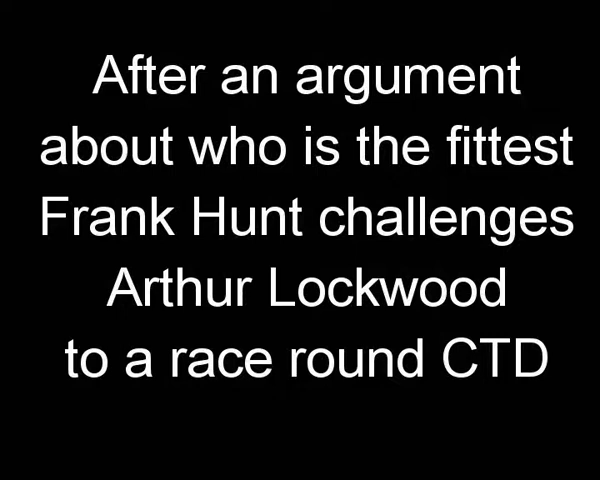 After an argument
about who is the fittest
Frank Hunt challenges
Arthur Lockwood
to a race round CTD